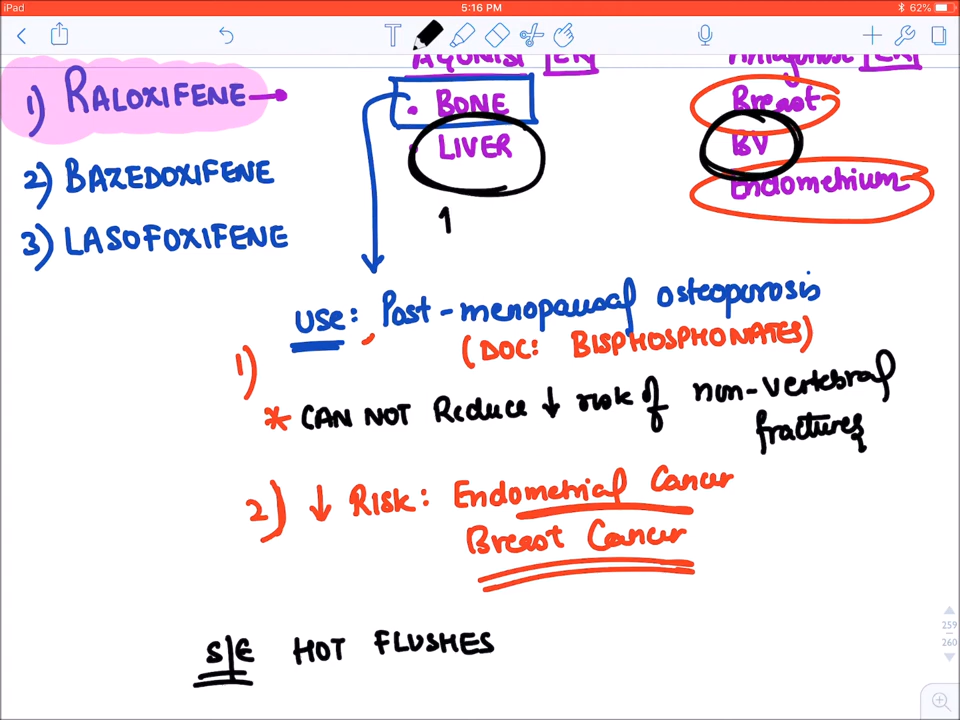 iPad
5:16 PM
62%
T
Agonist [ER]
Antagonist [ER]
1) RALOXIFENE
• BONE
Breast
• LIVER
BV
2) BAZEDOXIFENE
Endometrium
3) LASOFOXIFENE
1
USE: Post-menopausal osteoporosis
1)
(DOC: BISPHOSPHONATES)
* CAN NOT Reduce ↓ risk of non-vertebral
fractures
2) ↓ Risk: Endometrial Cancer
Breast Cancer
259
260
S|E HOT FLUSHES